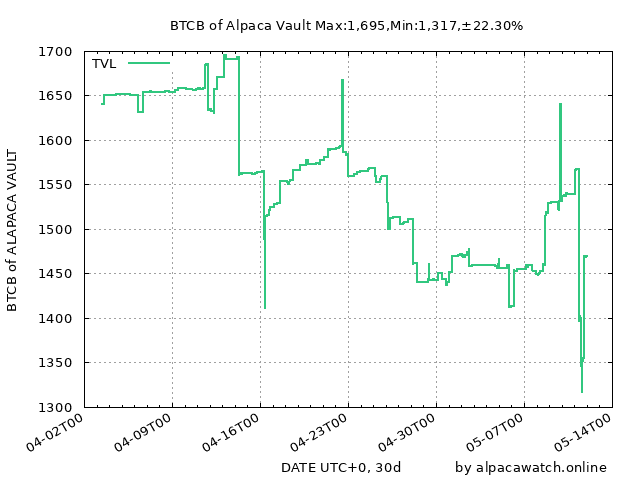 BTCB of Alpaca Vault Max:1,695,Min:1,317,±22.30%
TVL
1700
1650
1600
1550
1500
1450
1400
1350
1300
BTCB of ALAPACA VAULT
04-02T00
04-09T00
04-16T00
04-23T00
04-30T00
05-07T00
05-14T00
DATE UTC+0, 30d
by alpacawatch.online